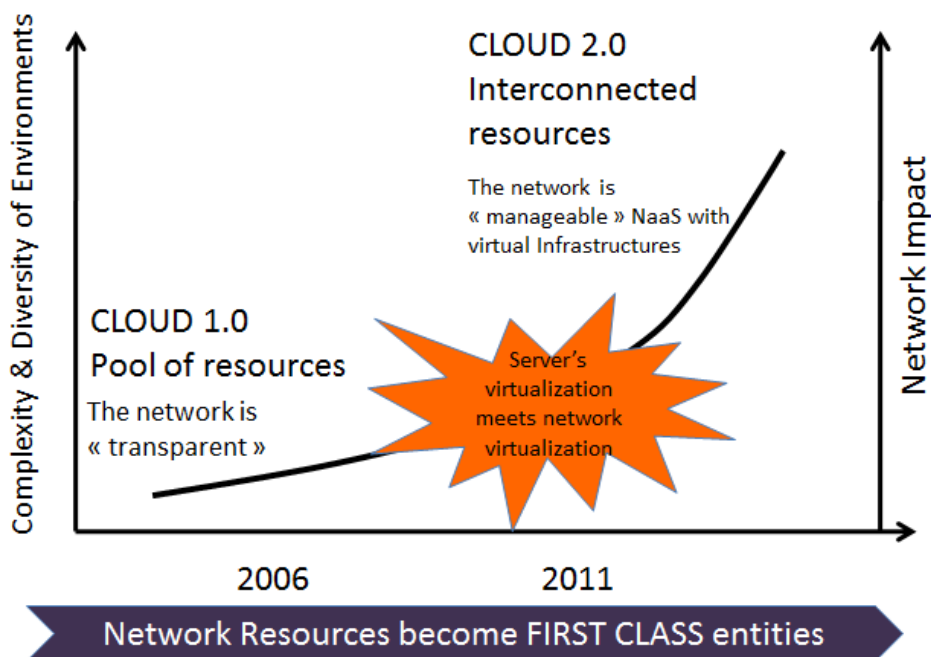 Complexity & Diversity of Environments
CLOUD 1.0
Pool of resources
The network is
« transparent »
CLOUD 2.0
Interconnected
resources
The network is
« manageable » NaaS with
virtual Infrastructures
Server’s
virtualization
meets network
virtualization
Network Impact
2006
2011
Network Resources become FIRST CLASS entities